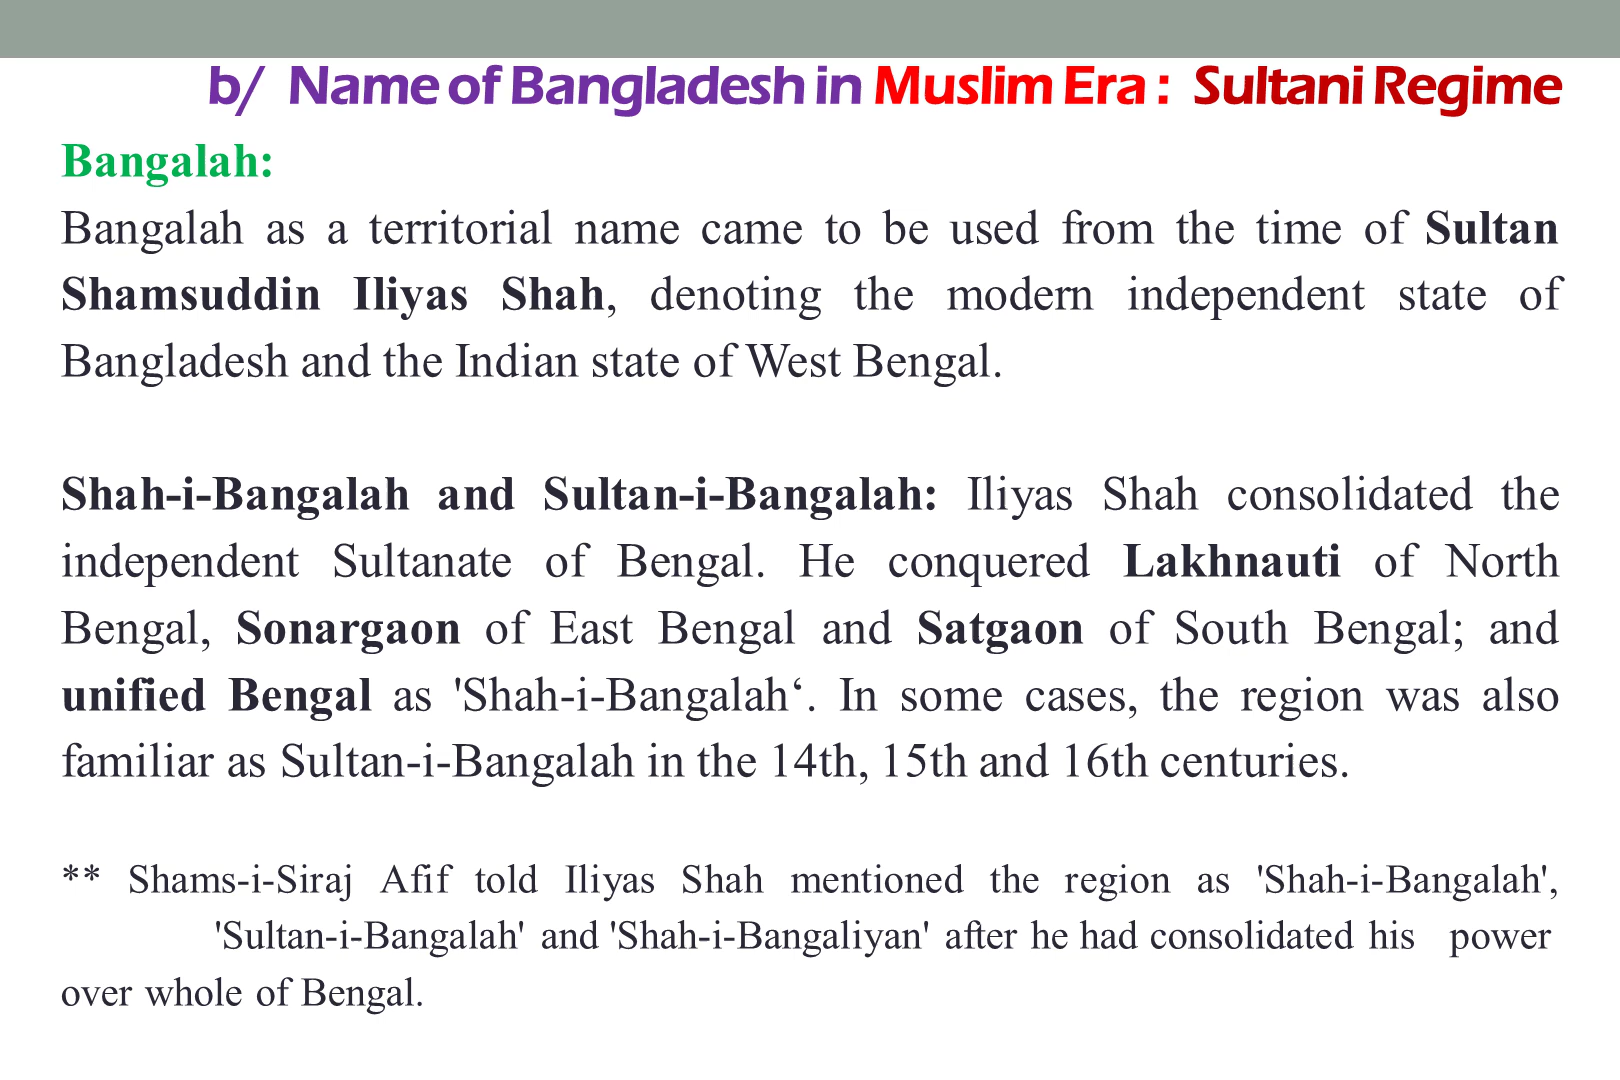 b/ Name of Bangladesh in Muslim Era : Sultani Regime
Bangalah:
Bangalah as a territorial name came to be used from the time of Sultan
Shamsuddin Iliyas Shah, denoting the modern independent state of
Bangladesh and the Indian state of West Bengal.
Shah-i-Bangalah and Sultan-i-Bangalah: Iliyas Shah consolidated the
independent Sultanate of Bengal. He conquered Lakhnauti of North
Bengal, Sonargaon of East Bengal and Satgaon of South Bengal; and
unified Bengal as 'Shah-i-Bangalah‘. In some cases, the region was also
familiar as Sultan-i-Bangalah in the 14th, 15th and 16th centuries.
** Shams-i-Siraj Afif told Iliyas Shah mentioned the region as 'Shah-i-Bangalah',
'Sultan-i-Bangalah' and 'Shah-i-Bangaliyan' after he had consolidated his power
over whole of Bengal.